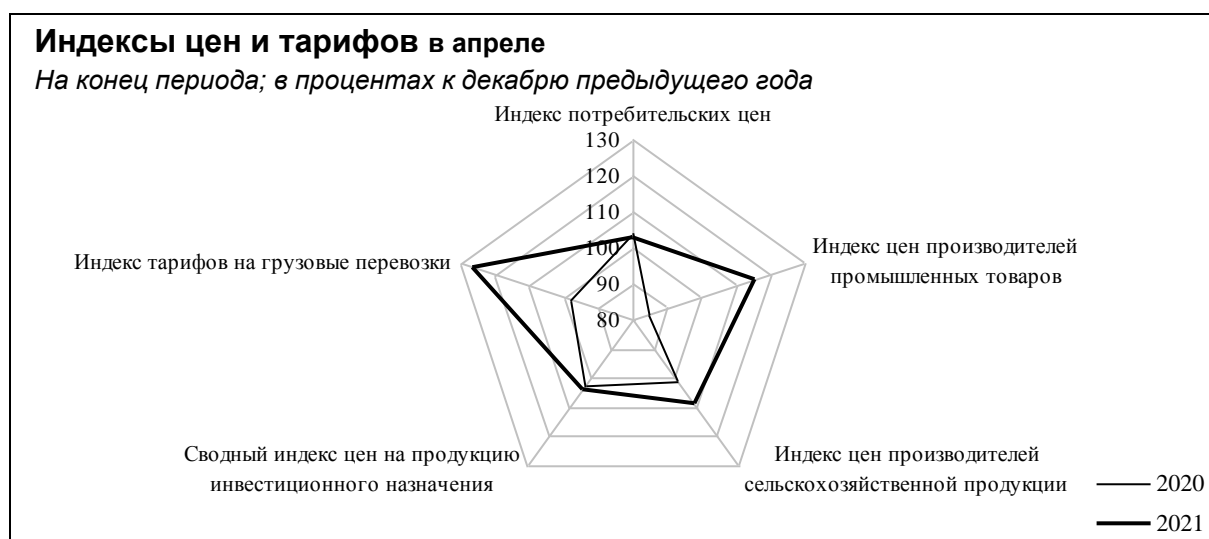 Индексы цен и тарифов в апреле
На конец периода; в процентах к декабрю предыдущего года
Индекс потребительских цен
130
120
110
100
90
80
Индекс цен производителей
промышленных товаров
Индекс тарифов на грузовые перевозки
Сводный индекс цен на продукцию
инвестиционного назначения
Индекс цен производителей
сельскохозяйственной продукции
2020
2021